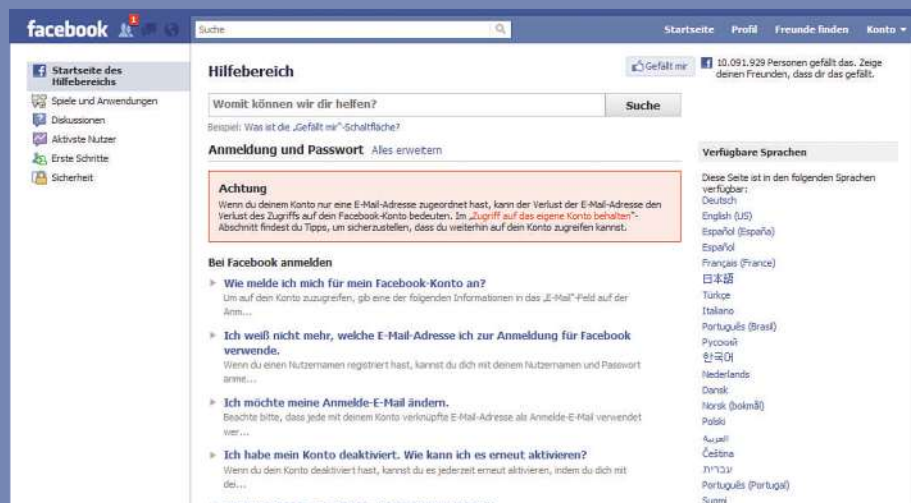 facebook
1
Suche
Startseite Profil Freunde finden Konto
Startseite des
Hilfebereichs
Spiele und Anwendungen
Diskussionen
Aktivste Nutzer
Erste Schritte
Sicherheit
Hilfebereich
Gefällt mir
10.091.929 Personen gefällt das. Zeige
deinen Freunden, dass dir das gefällt.
Womit können wir dir helfen?
Suche
Beispiel: Was ist die „Gefällt mir“-Schaltfläche?
Anmeldung und Passwort Alles erweitern
Achtung
Wenn du deinem Konto nur eine E-Mail-Adresse zugeordnet hast, kann der Verlust der E-Mail-Adresse den
Verlust des Zugriffs auf dein Facebook-Konto bedeuten. Im „Zugriff auf das eigene Konto behalten“-
Abschnitt findest du Tipps, um sicherzustellen, dass du weiterhin auf dein Konto zugreifen kannst.
Bei Facebook anmelden
Wie melde ich mich für mein Facebook-Konto an?
Um auf dein Konto zuzugreifen, gib eine der folgenden Informationen in das „E-Mail“-Feld auf der
Anm...
Ich weiß nicht mehr, welche E-Mail-Adresse ich zur Anmeldung für Facebook
verwende.
Wenn du einen Nutzernamen registriert hast, kannst du dich mit deinem Nutzernamen und Passwort
anme...
Ich möchte meine Anmelde-E-Mail ändern.
Beachte bitte, dass jede mit deinem Konto verknüpfte E-Mail-Adresse als Anmelde-E-Mail verwendet
wer...
Ich habe mein Konto deaktiviert. Wie kann ich es erneut aktivieren?
Wenn du dein Konto deaktiviert hast, kannst du es jederzeit erneut aktivieren, indem du dich mit
dei...
Verfügbare Sprachen
Diese Seite ist in den folgenden Sprachen
verfügbar:
Deutsch
English (US)
Español (España)
Español
Français (France)
日本語
Türkçe
Italiano
Português (Brasil)
Русский
한국어
Nederlands
Dansk
Norsk (bokmål)
Polski
العربية
Čeština
עברית
Português (Portugal)
Suomi